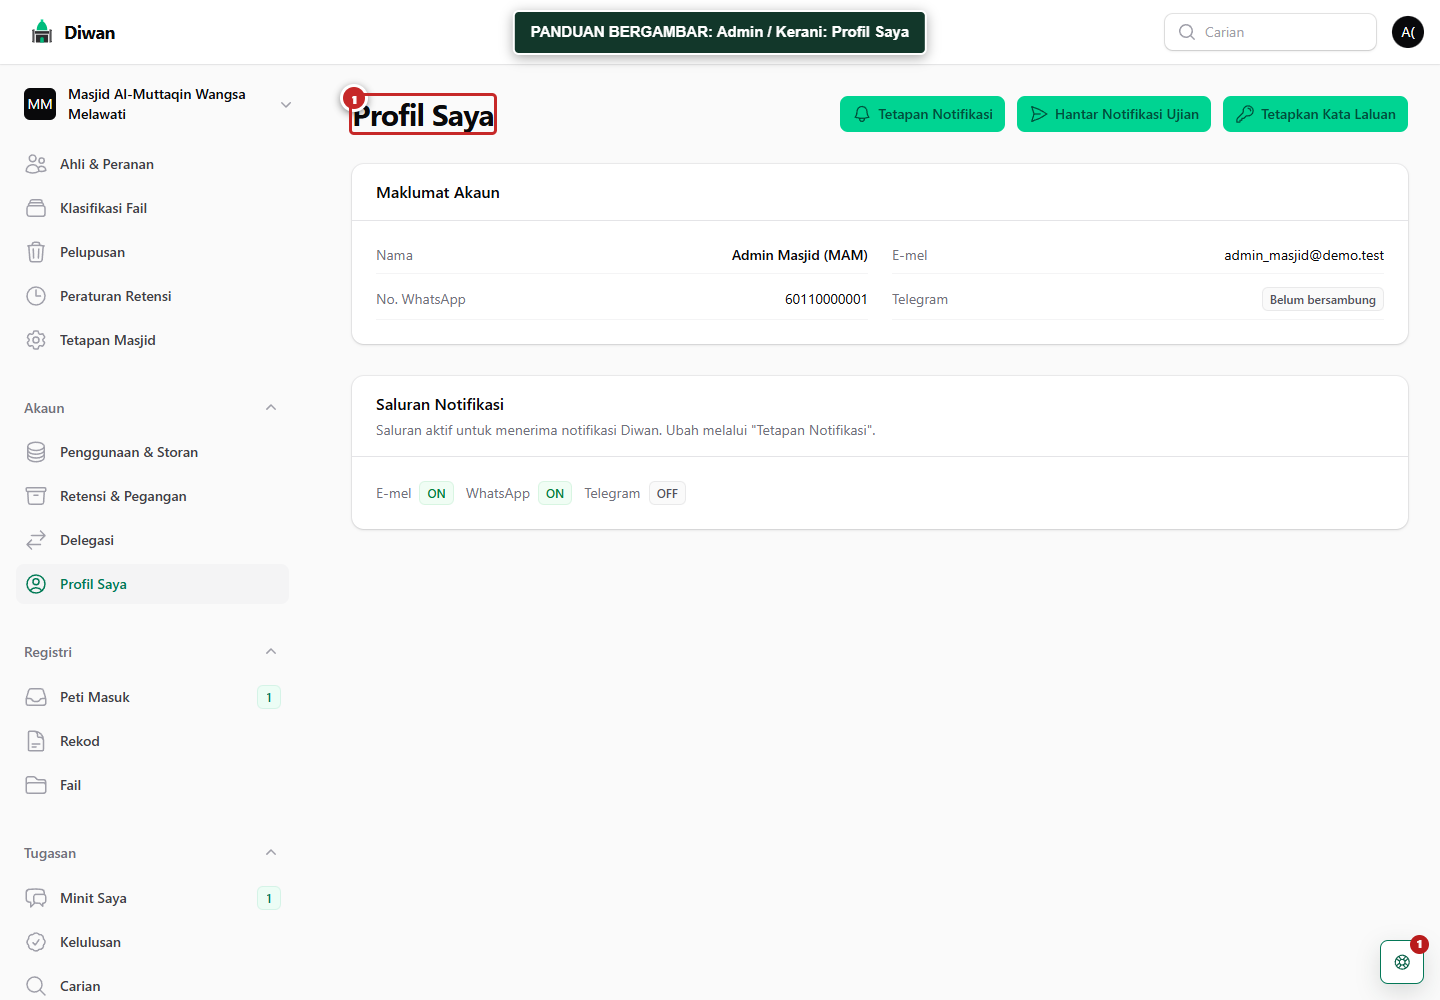 Diwan
PANDUAN BERGAMBAR: Admin / Kerani: Profil Saya
Carian
A(
MM
Masjid Al-Muttaqin Wangsa
Melawati
Ahli & Peranan
Klasifikasi Fail
Pelupusan
Peraturan Retensi
Tetapan Masjid
Akaun
Penggunaan & Storan
Retensi & Pegangan
Delegasi
Profil Saya
Registri
Peti Masuk 1
Rekod
Fail
Tugasan
Minit Saya 1
Kelulusan
Carian
1
Profil Saya
Tetapan Notifikasi
Hantar Notifikasi Ujian
Tetapkan Kata Laluan
Maklumat Akaun
Nama Admin Masjid (MAM)
E-mel admin_masjid@demo.test
No. WhatsApp 60110000001
Telegram Belum bersambung
Saluran Notifikasi
Saluran aktif untuk menerima notifikasi Diwan. Ubah melalui "Tetapan Notifikasi".
E-mel ON WhatsApp ON Telegram OFF
1